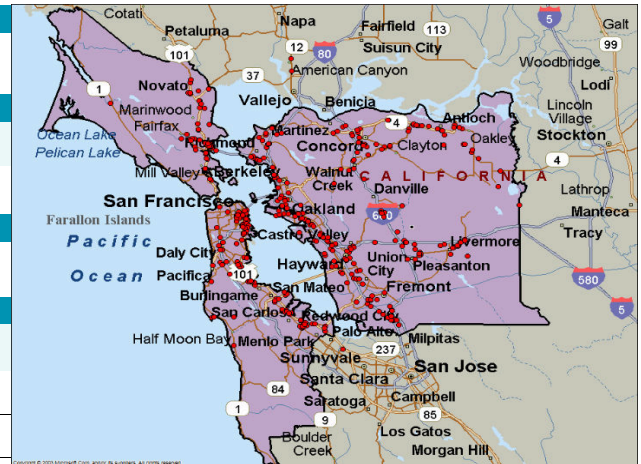 Cotati
Napa
Fairfield
113
5
Galt
Petaluma
101
12
80
Suisun City
99
American Canyon
Woodbridge
37
Lodi
1
Novato
Vallejo
Benicia
Lincoln
Village
Marinwood
Fairfax
Martinez
4
Antioch
Ocean Lake
Pelican Lake
Richmond
Concord
Clayton
Oakley
Stockton
4
Mill Valley
Berkeley
Walnut
Creek
CALIFORNIA
San Francisco
Danville
Lathrop
Farallon Islands
Oakland
680
Manteca
Pacific
Ocean
Castro Valley
Tracy
Daly City
Livermore
Pacifica
101
Hayward
Union
City
Pleasanton
580
Burlingame
San Mateo
Fremont
5
San Carlos
Redwood City
Half Moon Bay
Menlo Park
Palo Alto
Milpitas
237
Sunnyvale
San Jose
84
Santa Clara
Campbell
1
Saratoga
85
9
Los Gatos
Boulder
Creek
Morgan Hill